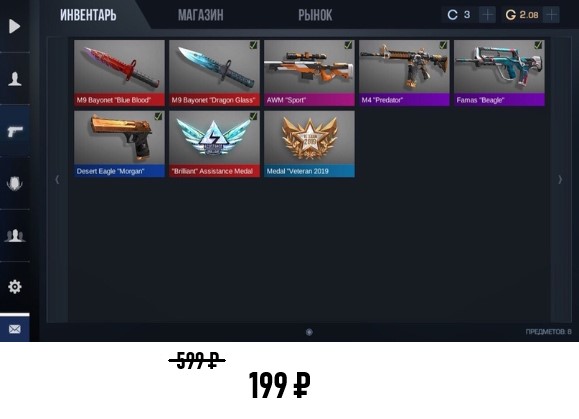 ИНВЕНТАРЬ МАГАЗИН РЫНОК C 3 G 2.08
M9 Bayonet "Blue Blood" M9 Bayonet "Dragon Glass" AWM "Sport" M4 "Predator" Famas "Beagle"
Desert Eagle "Morgan" "Brilliant" Assistance Medal Medal "Veteran 2019
ПРЕДМЕТОВ: 8
599 ₽
199 ₽